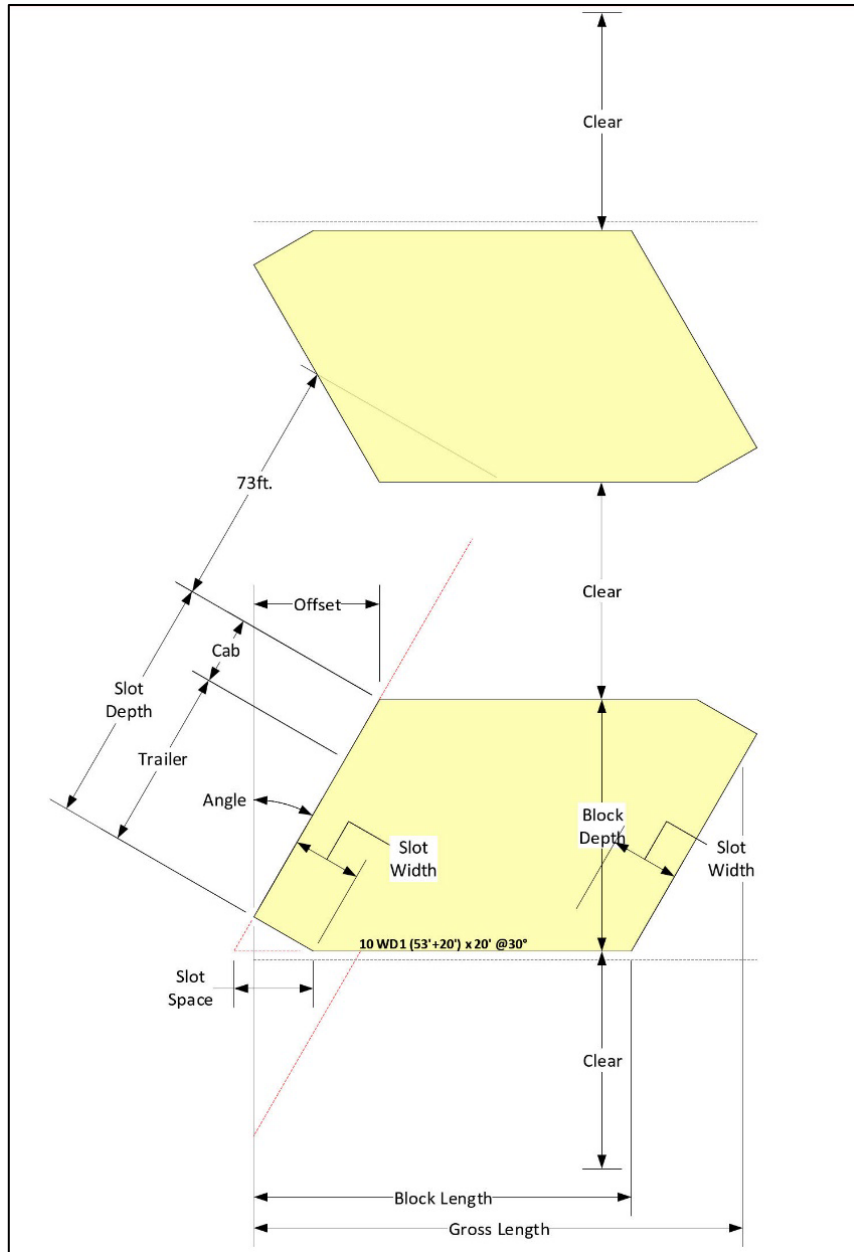 Clear
73ft.
Clear
Offset
Cab
Slot
Depth
Trailer
Angle
Block
Depth
Slot
Width
Slot
Width
10 WD1 (53'+20') x 20' @30°
Slot
Space
Clear
Block Length
Gross Length